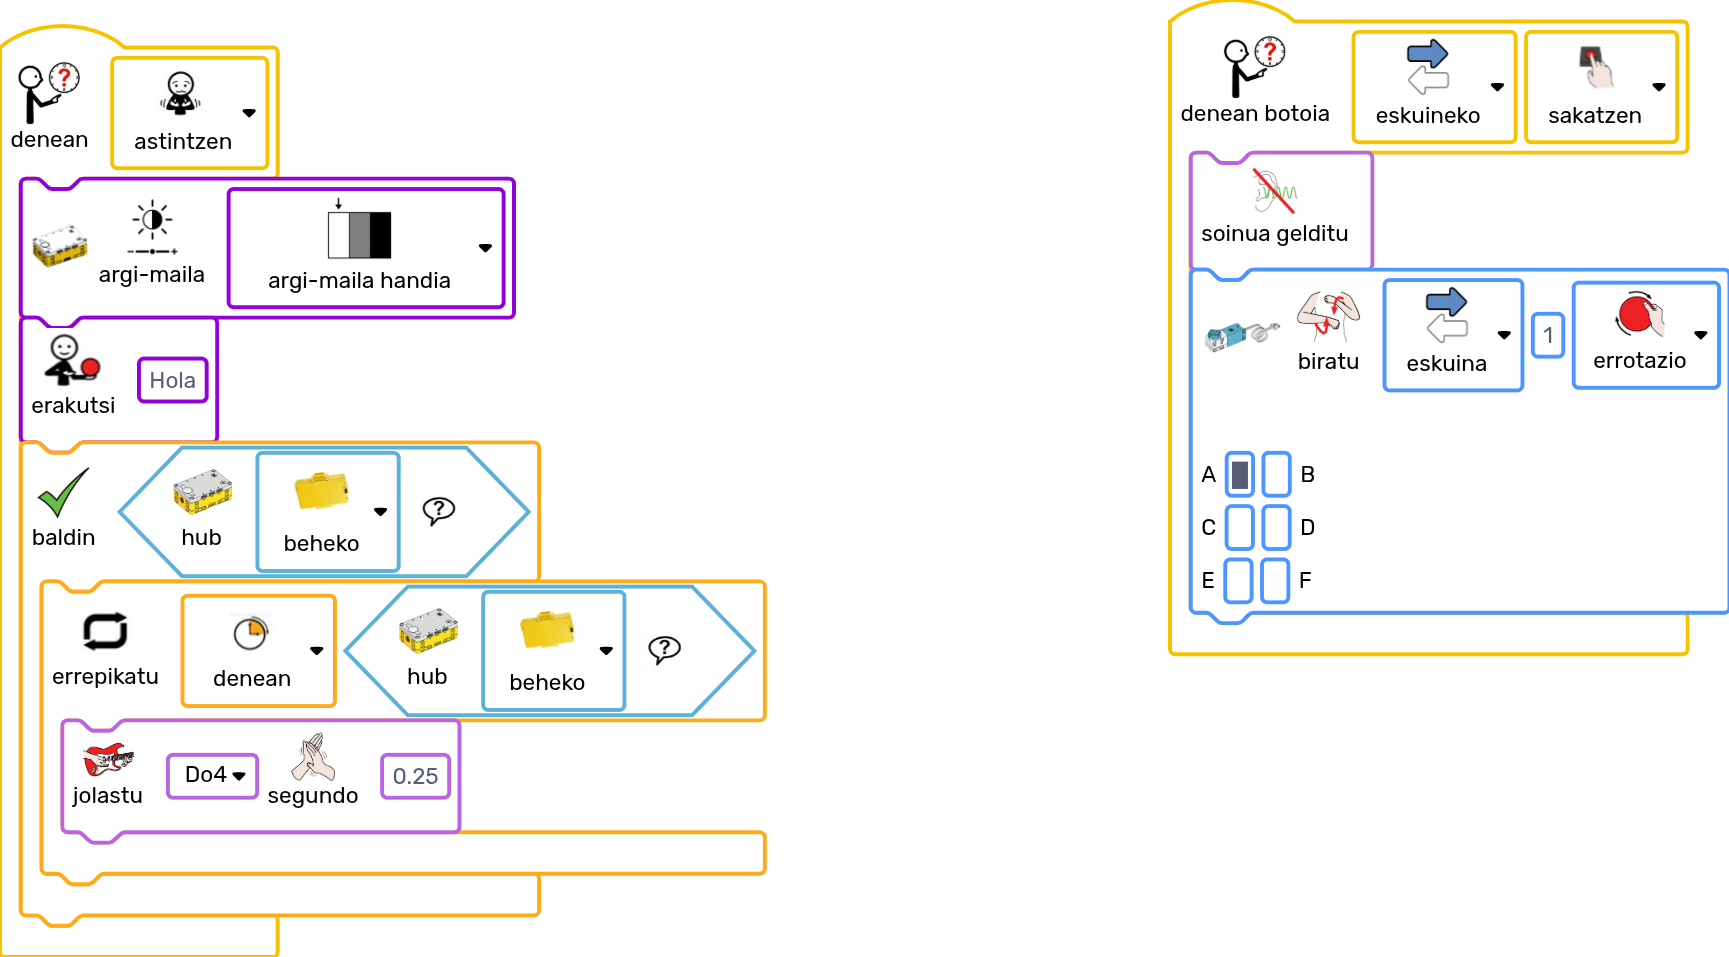 denean astintzen
argi-maila argi-maila handia
erakutsi Hola
baldin hub beheko ?
errepikatu denean hub beheko ?
jolastu Do4 segundo 0.25
denean botoia eskuineko sakatzen
soinua gelditu
biratu eskuina 1 errotazio
A B
C D
E F